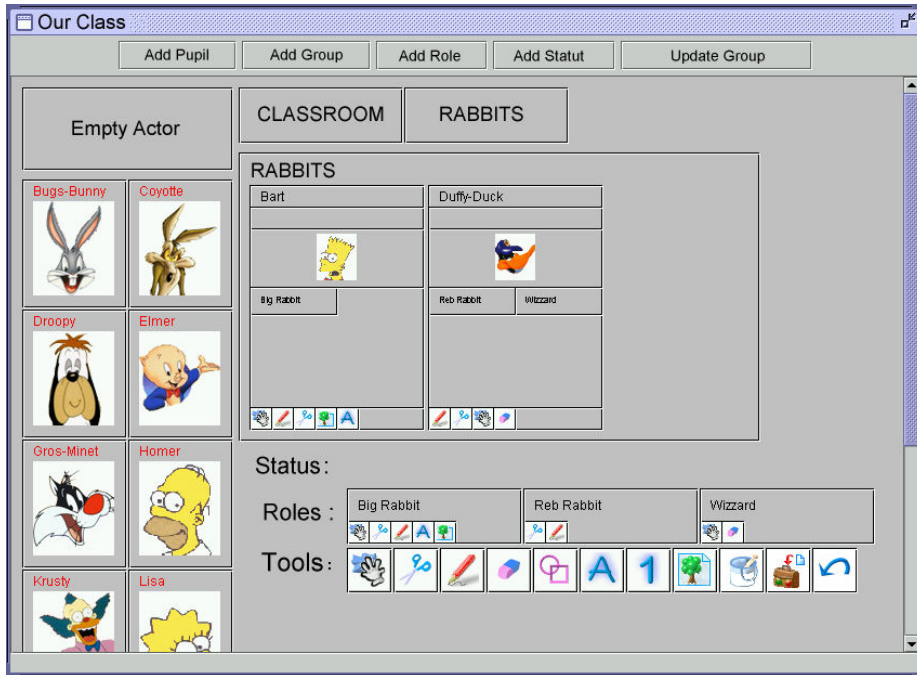 Our Class
Add Pupil Add Group Add Role Add Statut Update Group
Empty Actor
CLASSROOM RABBITS
RABBITS
Bugs-Bunny Coyotte
Bart Duffy-Duck
Big Rabbit Reb Rabbit Wizzard
Droopy Elmer
Gros-Minet Homer
Status:
Roles : Big Rabbit Reb Rabbit Wizzard
Tools: A 1
Krusty Lisa